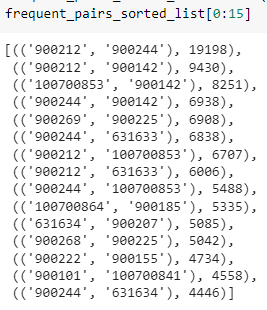 frequent_pairs_sorted_list[0:15]
[(('900212', '900244'), 19198),
(('900212', '900142'), 9430),
(('100700853', '900142'), 8251),
(('900244', '900142'), 6938),
(('900269', '900225'), 6908),
(('900244', '631633'), 6838),
(('900212', '100700853'), 6707),
(('900212', '631633'), 6006),
(('900244', '100700853'), 5488),
(('100700864', '900185'), 5335),
(('631634', '900207'), 5085),
(('900268', '900225'), 5042),
(('900222', '900155'), 4734),
(('900101', '100700841'), 4558),
(('900244', '631634'), 4446)]